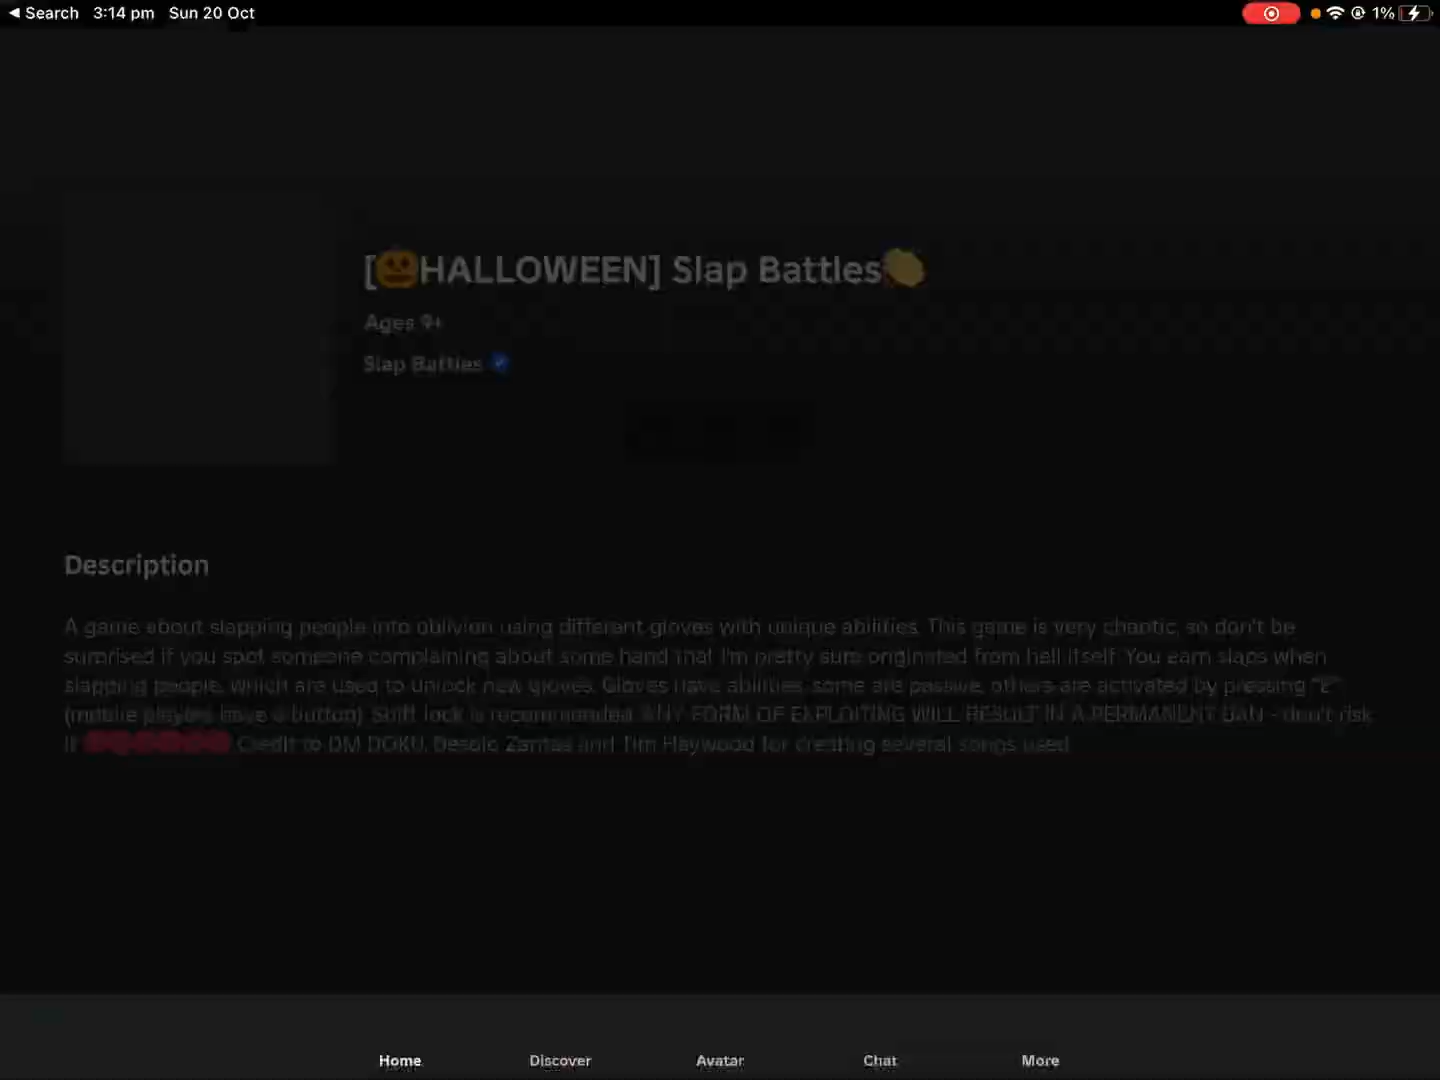 ◀ Search 3:14 pm Sun 20 Oct 1%
[🎃HALLOWEEN] Slap Battles👏
Ages 9+
Slap Battles
Description
A game about slapping people into oblivion using different gloves with unique abilities. This game is very chaotic, so don't be
surprised if you spot someone complaining about some hand that I'm pretty sure originated from hell itself. You earn slaps when
slapping people, which are used to unlock new gloves. Gloves have abilities, some are passive, others are activated by pressing "E"
(mobile players have a button). Shift lock is recommended. ANY FORM OF EXPLOITING WILL RESULT IN A PERMANENT BAN - don't risk
it Credit to DM DOKU, Desolo Zantas and Tim Haywood for creating several songs used
Home Discover Avatar Chat More